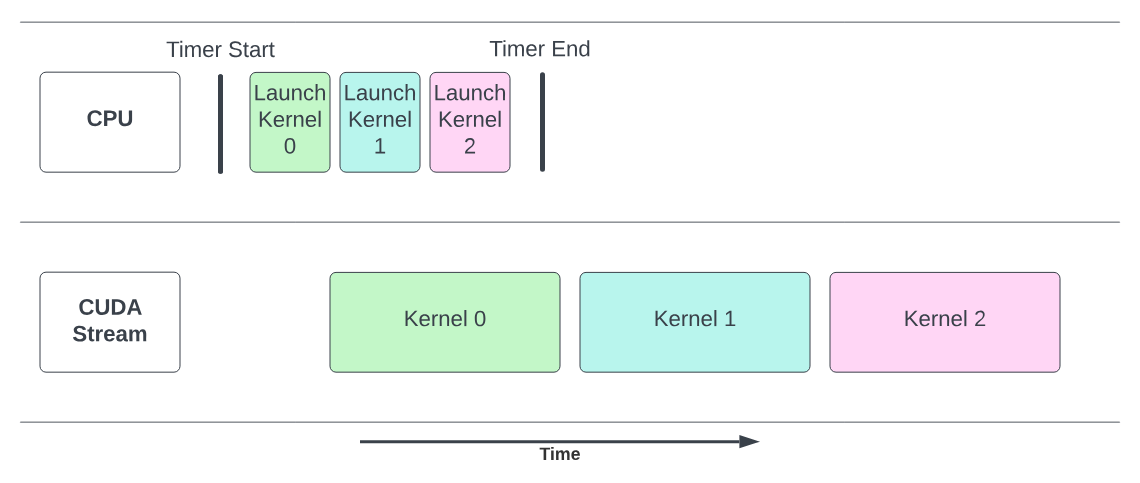 Timer Start
Timer End
CPU
Launch
Kernel
0
Launch
Kernel
1
Launch
Kernel
2
CUDA
Stream
Kernel 0
Kernel 1
Kernel 2
Time